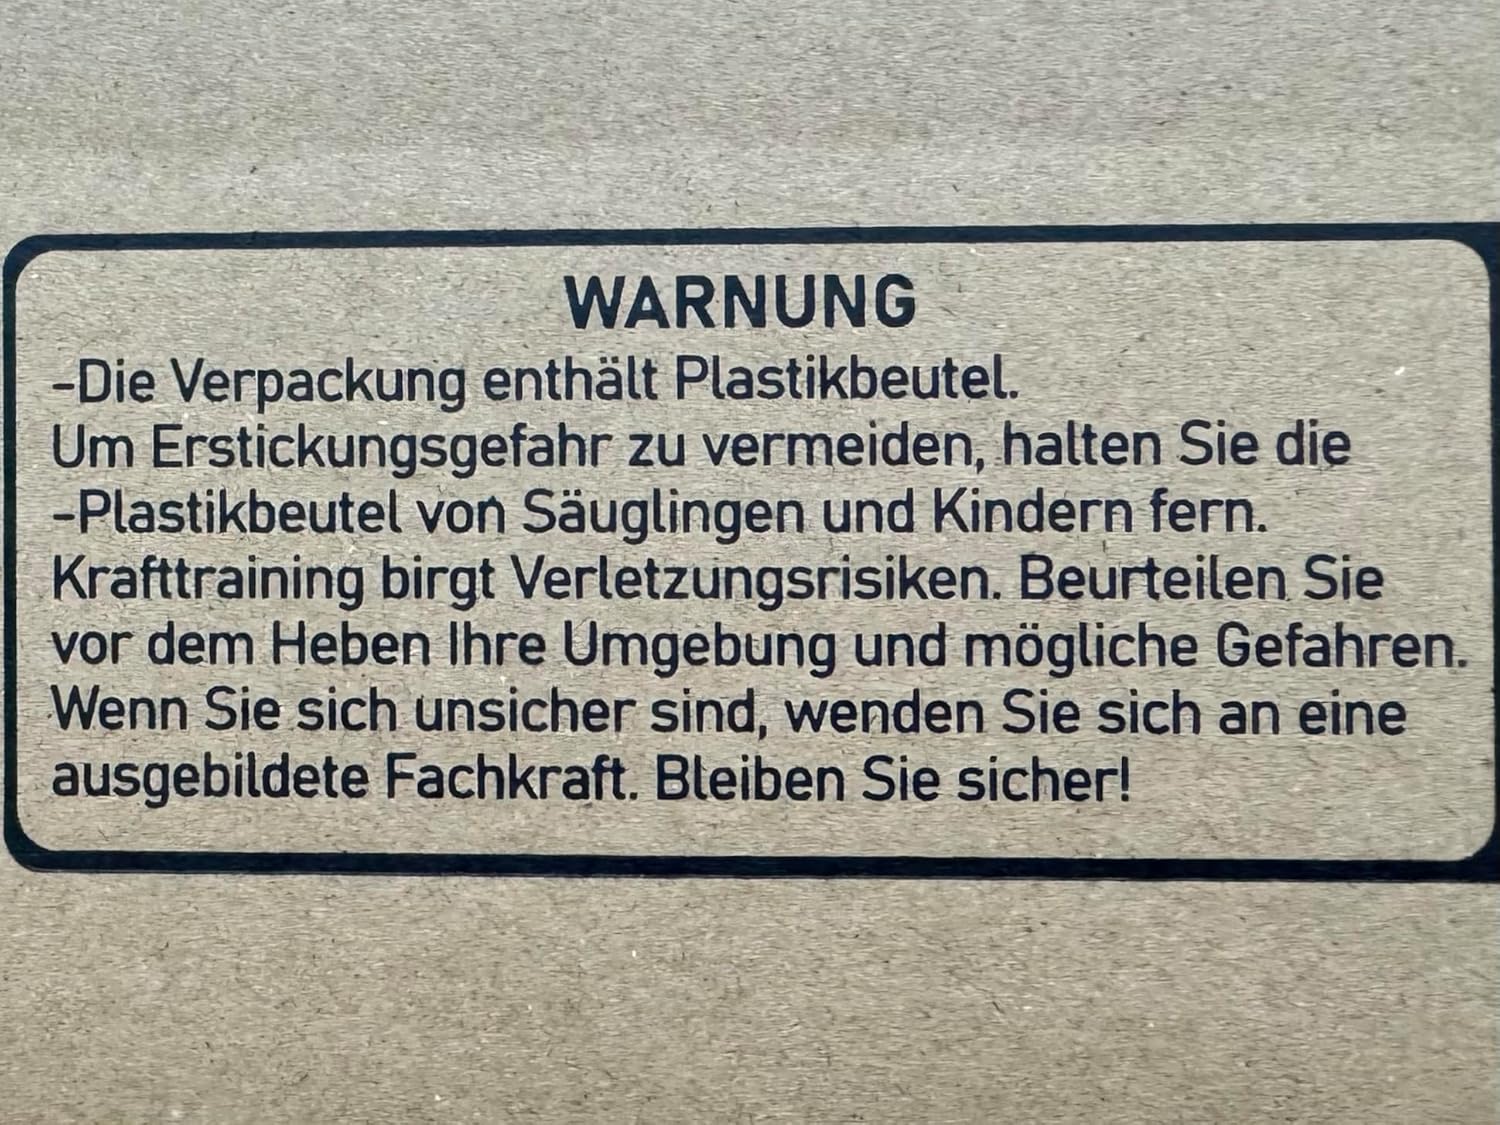 WARNUNG
-Die Verpackung enthält Plastikbeutel.
Um Erstickungsgefahr zu vermeiden, halten Sie die
-Plastikbeutel von Säuglingen und Kindern fern.
Krafttraining birgt Verletzungsrisiken. Beurteilen Sie
vor dem Heben Ihre Umgebung und mögliche Gefahren.
Wenn Sie sich unsicher sind, wenden Sie sich an eine
ausgebildete Fachkraft. Bleiben Sie sicher!